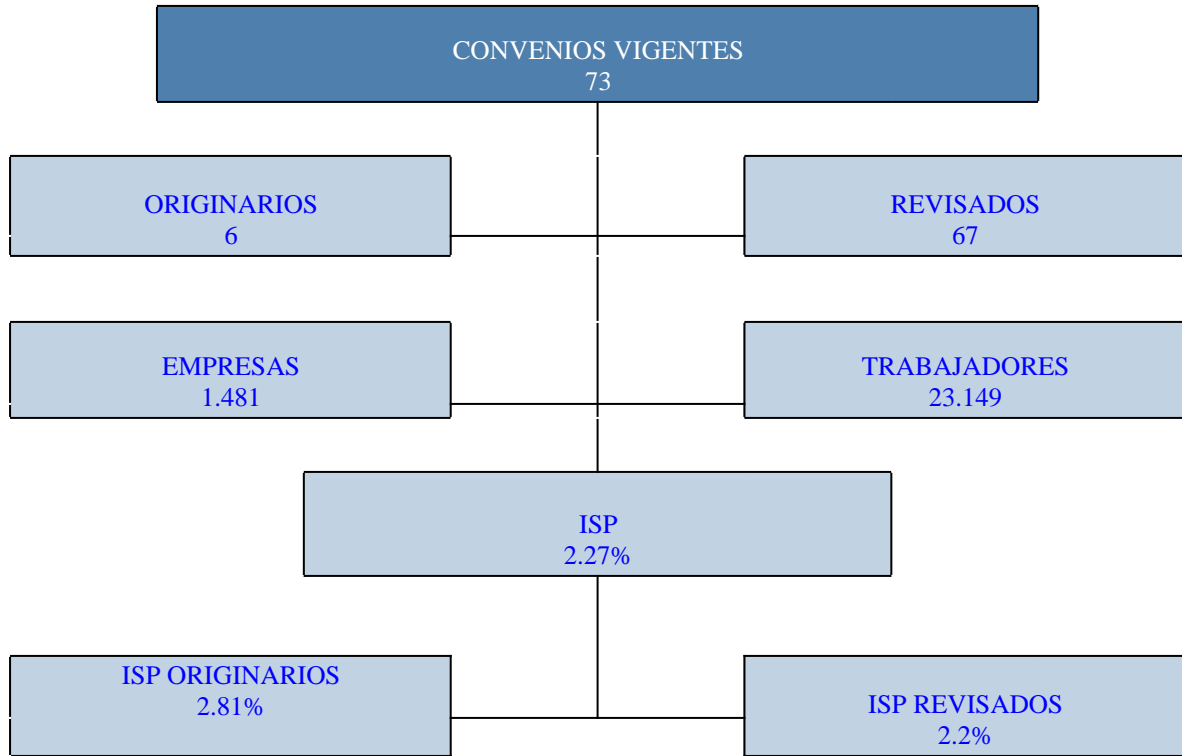 CONVENIOS VIGENTES
73
ORIGINARIOS
6
REVISADOS
67
EMPRESAS
1.481
TRABAJADORES
23.149
ISP
2.27%
ISP ORIGINARIOS
2.81%
ISP REVISADOS
2.2%